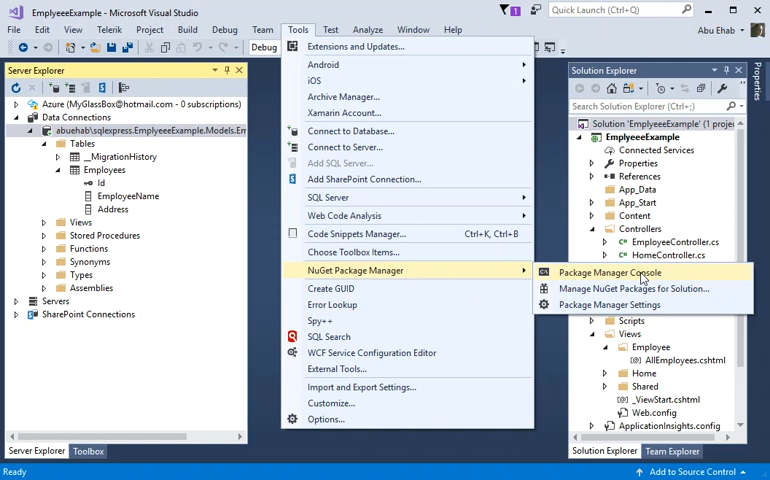 EmplyeeeExample - Microsoft Visual Studio
1
Quick Launch (Ctrl+Q)
File Edit View Telerik Project Build Debug Team Tools Test Analyze Window Help
Abu Ehab
Debug
Server Explorer
Azure (MyGlassBox@hotmail.com - 0 subscriptions)
Data Connections
abuehab\sqlexpress.EmplyeeeExample.Models.Em
Tables
__MigrationHistory
Employees
Id
EmployeeName
Address
Views
Stored Procedures
Functions
Synonyms
Types
Assemblies
Servers
SharePoint Connections
Server Explorer Toolbox
Extensions and Updates...
Android
iOS
Archive Manager...
Xamarin Account...
Connect to Database...
Connect to Server...
Add SQL Server...
Add SharePoint Connection...
SQL Server
Web Code Analysis
Code Snippets Manager... Ctrl+K, Ctrl+B
Choose Toolbox Items...
NuGet Package Manager
Create GUID
Error Lookup
Spy++
SQL Search
WCF Service Configuration Editor
External Tools...
Import and Export Settings...
Customize...
Options...
Package Manager Console
Manage NuGet Packages for Solution...
Package Manager Settings
Solution Explorer
Search Solution Explorer (Ctrl+;)
Solution 'EmplyeeeExample' (1 proje
EmplyeeeExample
Connected Services
Properties
References
App_Data
App_Start
Content
Controllers
EmployeeController.cs
HomeController.cs
Scripts
Views
Employee
AllEmployees.cshtml
Home
Shared
_ViewStart.cshtml
Web.config
ApplicationInsights.config
Solution Explorer Team Explorer
Properties
Ready
Add to Source Control